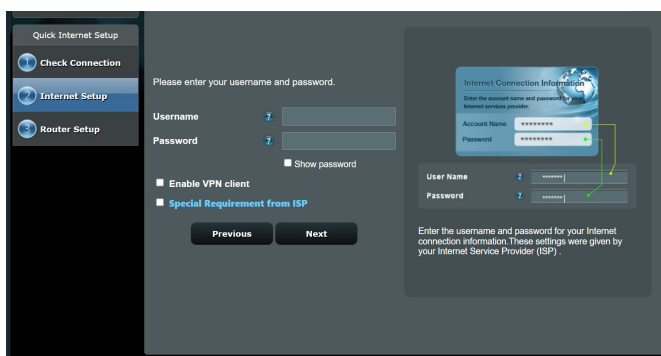 Quick Internet Setup
1 Check Connection
2 Internet Setup
3 Router Setup
Please enter your username and password.
Username ?
Password ?
Show password
Enable VPN client
Special Requirement from ISP
Previous Next
Internet Connection Information
Enter the account name and password for your
Internet services provider.
Account Name ********
Password ********
User Name ? *******
Password ? *******
Enter the username and password for your Internet
connection information.These settings were given by
your Internet Service Provider (ISP) .